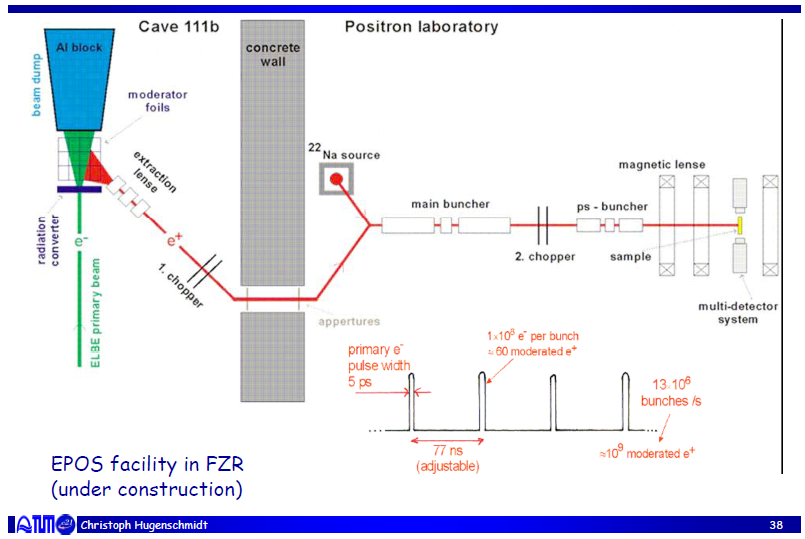 Cave 111b
Positron laboratory
Al block
beam dump
concrete
wall
moderator
foils
extraction
lense
22Na source
magnetic lense
main buncher
ps - buncher
radiation
converter
e-
e+
1. chopper
2. chopper
sample
ELBE primary beam
appertures
multi-detector
system
primary e-
pulse width
5 ps
1×108 e- per bunch
≈ 60 moderated e+
13·106
bunches /s
77 ns
(adjustable)
≈109 moderated e+
EPOS facility in FZR
(under construction)
Christoph Hugenschmidt
38